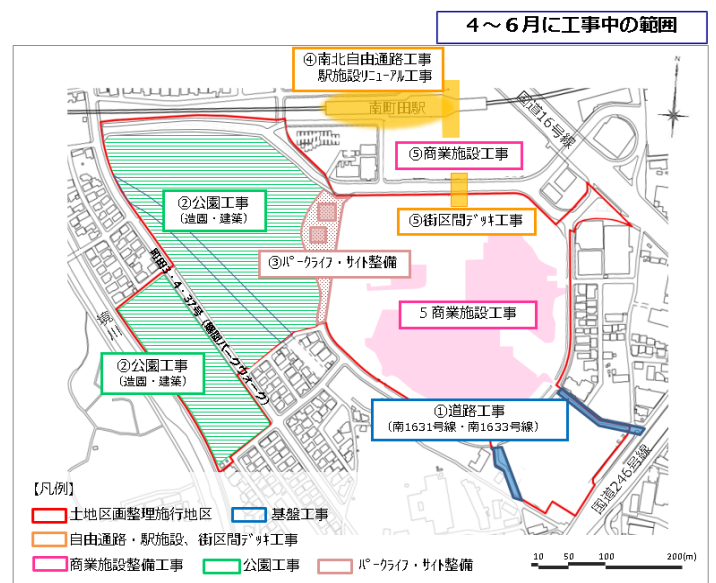 4～6月に工事中の範囲
④南北自由通路工事
駅施設リニューアル工事
南町田駅
N
国道16号線
⑤商業施設工事
②公園工事
(造園・建築)
⑤街区間デッキ工事
③パークライフ・サイト整備
町田3・4・37号(鶴間パークウォーク)
境川
5商業施設工事
②公園工事
(造園・建築)
①道路工事
(南1631号線・南1633号線)
国道246号線
【凡例】
土地区画整理施行地区 基盤工事
自由通路・駅施設、街区間デッキ工事
商業施設整備工事 公園工事 パークライフ・サイト整備
10 50 100 200(m)